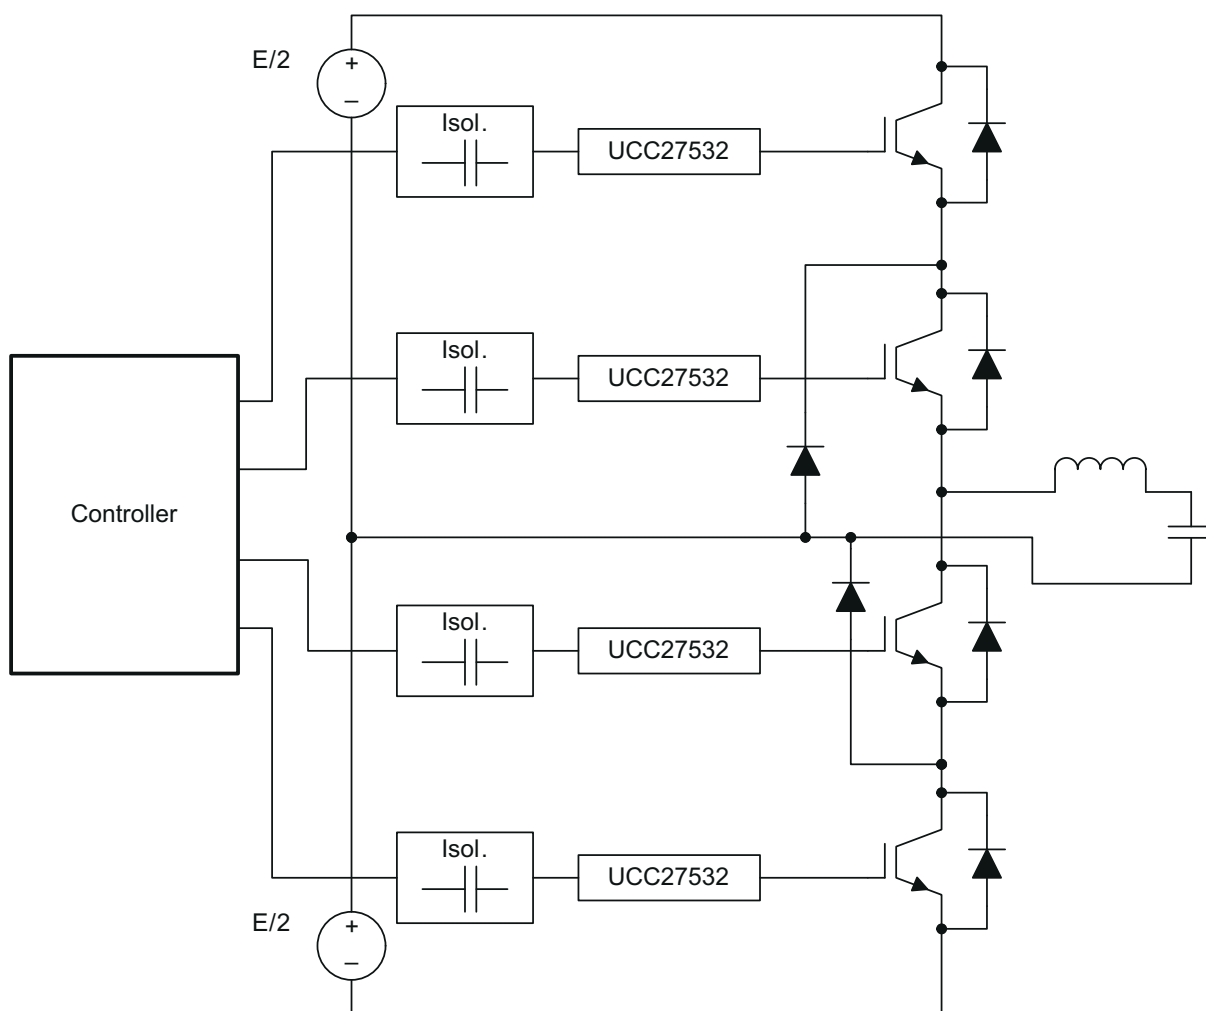 E/2
+
−
Isol.
UCC27532
Isol.
UCC27532
Controller
Isol.
UCC27532
Isol.
UCC27532
E/2
+
−